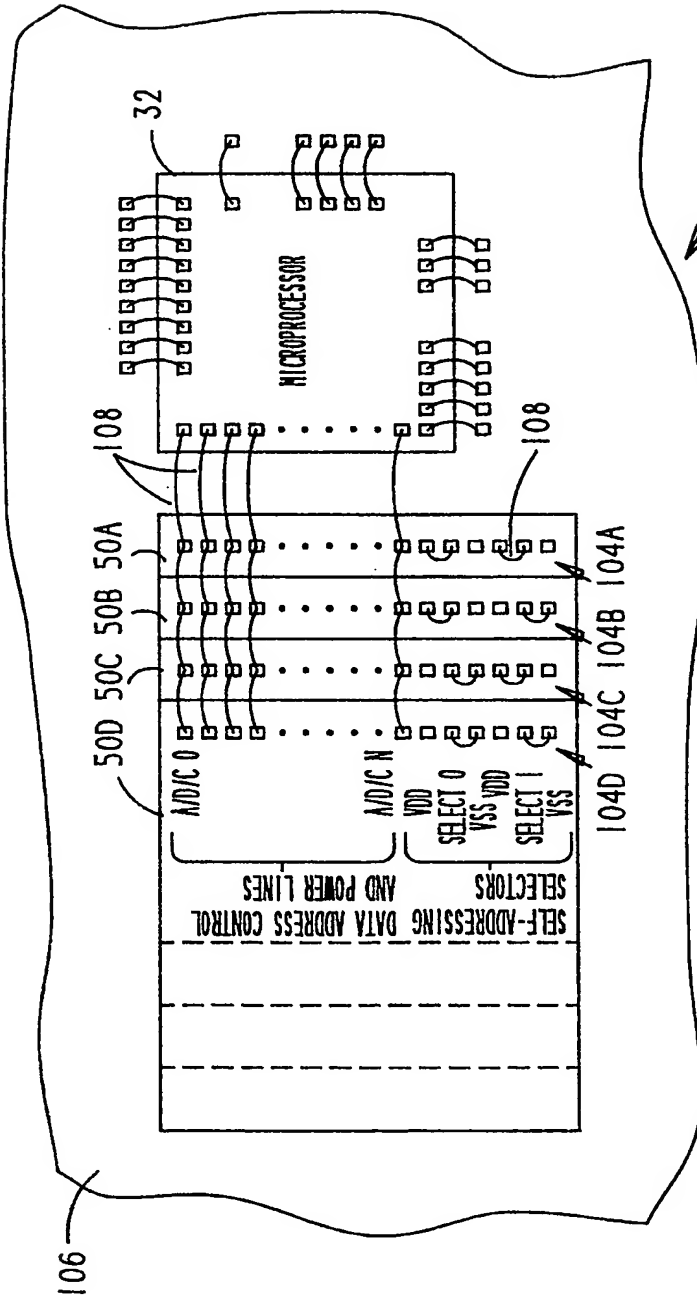 106
50D
50C
50B
50A
108
32
MICROPROCESSOR
A/D/C 0
A/D/C N
VDD
SELECT 0
VSS
VDD
SELECT 1
VSS
DATA ADDRESS CONTROL
AND POWER LINES
SELF-ADDRESSING
SELECTORS
108
104D
104C
104B
104A